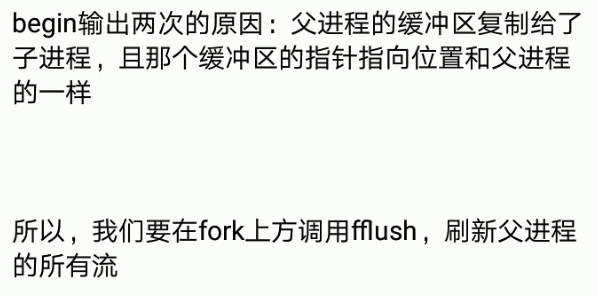 begin输出两次的原因：父进程的缓冲区复制给了
子进程，且那个缓冲区的指针指向位置和父进程
的一样
所以，我们要在fork上方调用fflush，刷新父进程
的所有流